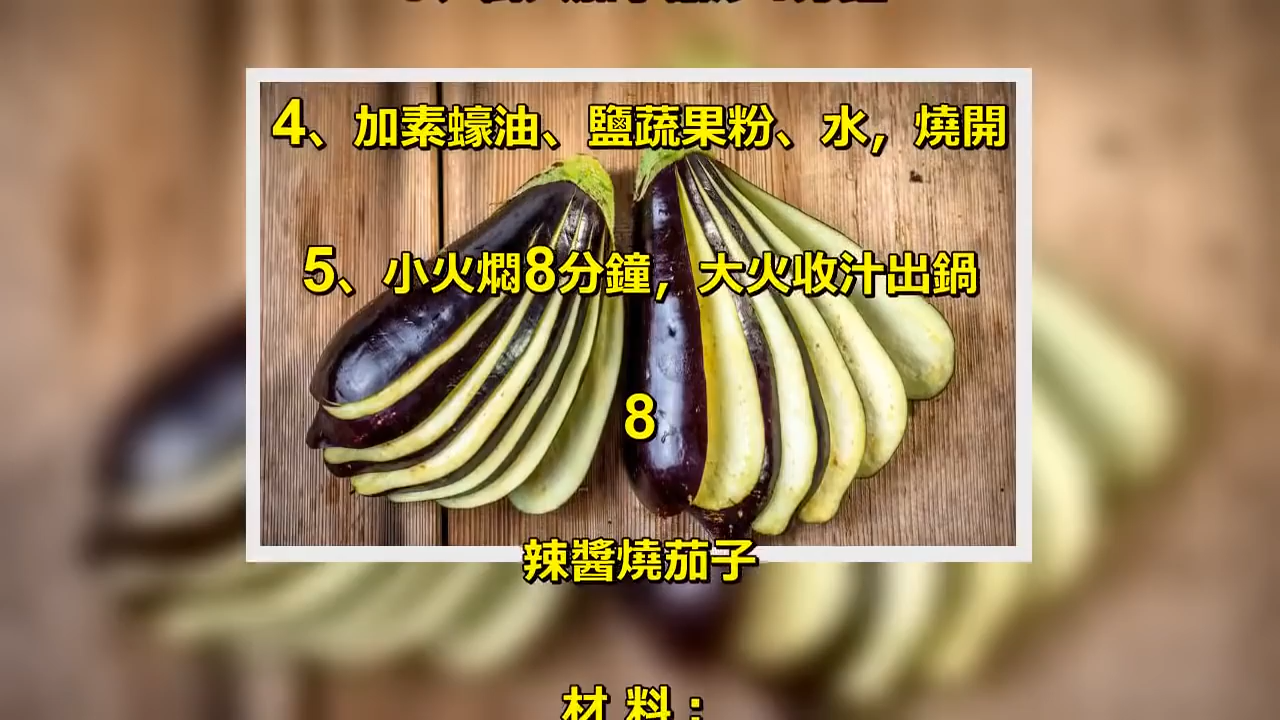 4、加素蠔油、鹽蔬果粉、水，燒開
5、小火燜8分鐘，大火收汁出鍋
8
辣醬燒茄子
材 料：